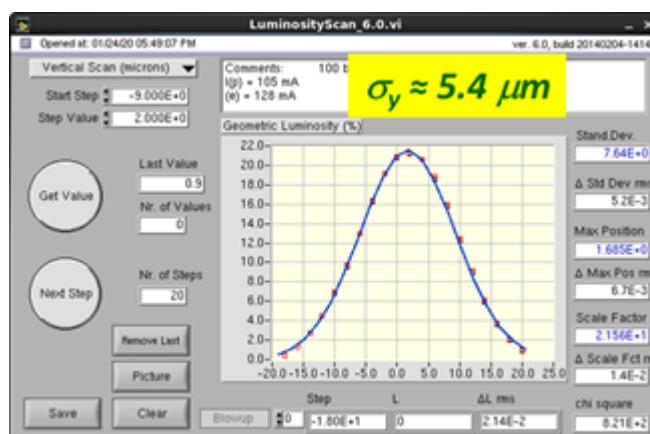 LuminosityScan_6.0.vi
Opened at: 01/24/20 05:49:07 PM
ver. 6.0, build 20140204-1414
Vertical Scan (microns)
Start Step -9.000E+0
Step Value 2.000E+0
Comments: 100 b
I(p) = 105 mA
(e) = 128 mA
σy ≈ 5.4 μm
Geometric Luminosity (%)
22.0
20.0
18.0
16.0
14.0
12.0
10.0
8.0
6.0
4.0
2.0
0.0
-20.0 -15.0 -10.0 -5.0 0.0 5.0 10.0 15.0 20.0 25.0
Get Value
Last Value
0.9
Nr. of Values
0
Next Step
Nr. of Steps
20
Remove Last
Picture
Save
Clear
Blowup
0
Step L ΔL rms
-1.80E+1 0 2.14E-2
Stand.Dev.
7.64E+0
Δ Std Dev rms
5.2E-3
Max Position
1.685E+0
Δ Max Pos rm
6.7E-3
Scale Factor
2.156E+1
Δ Scale Fct r
1.4E-2
chi square
8.21E+2